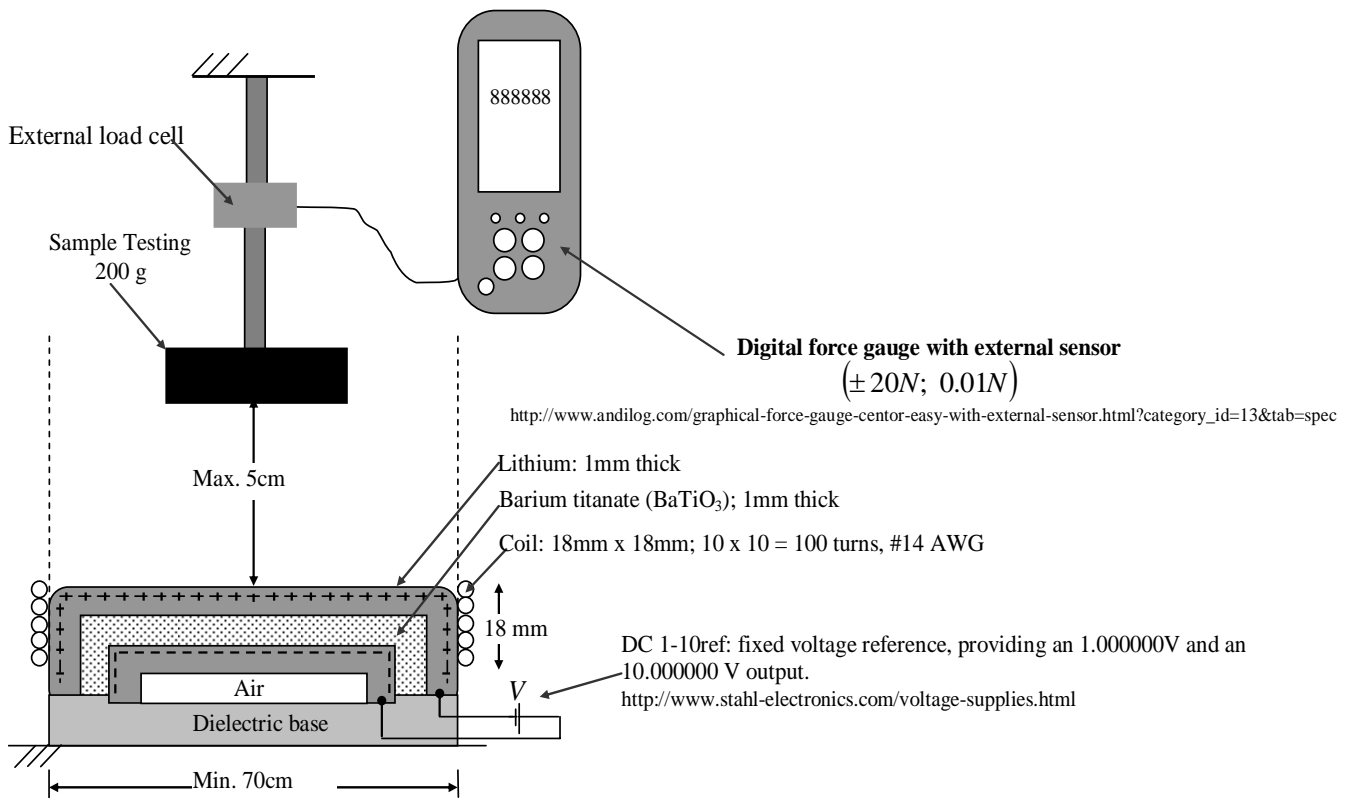 888888
External load cell
Sample Testing
200 g
Digital force gauge with external sensor
(± 20N; 0.01N)
http://www.andilog.com/graphical-force-gauge-centor-easy-with-external-sensor.html?category_id=13&tab=spec
Lithium: 1mm thick
Max. 5cm
Barium titanate (BaTiO₃); 1mm thick
Coil: 18mm x 18mm; 10 x 10 = 100 turns, #14 AWG
18 mm
DC 1-10ref: fixed voltage reference, providing an 1.000000V and an
10.000000 V output.
http://www.stahl-electronics.com/voltage-supplies.html
Air
V
Dielectric base
Min. 70cm